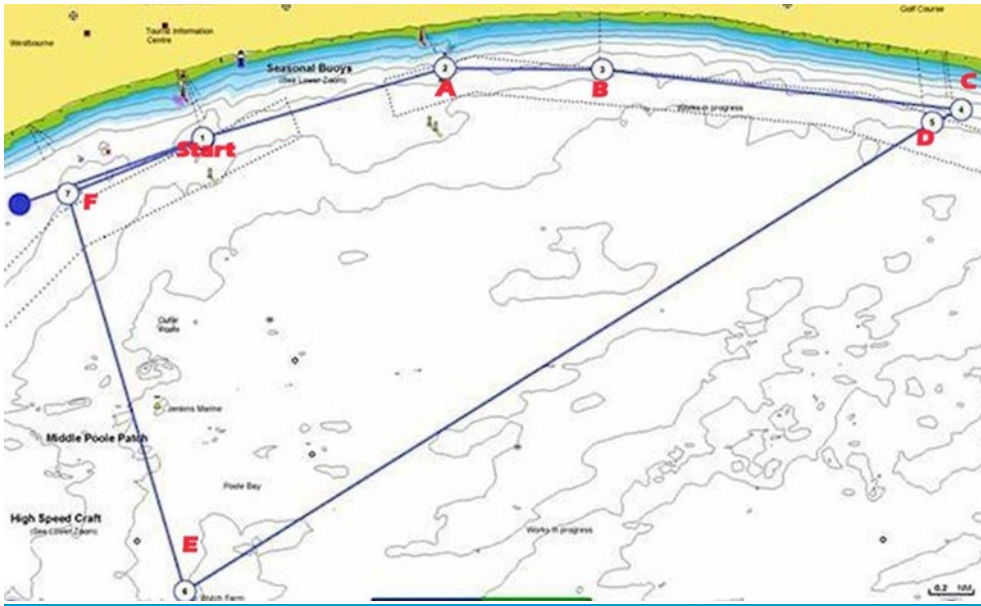 Golf Course
Westbourne
Tourist Information
Centre
Seasonal Buoys
(See Lower Zoom)
2
A
3
B
C
4
Works in progress
5
D
1
Start
7
F
Outer
Poole
Jenkins Marine
Middle Poole Patch
Poole Bay
High Speed Craft
(See Lower Zoom)
Works in progress
E
6
0.2 NM